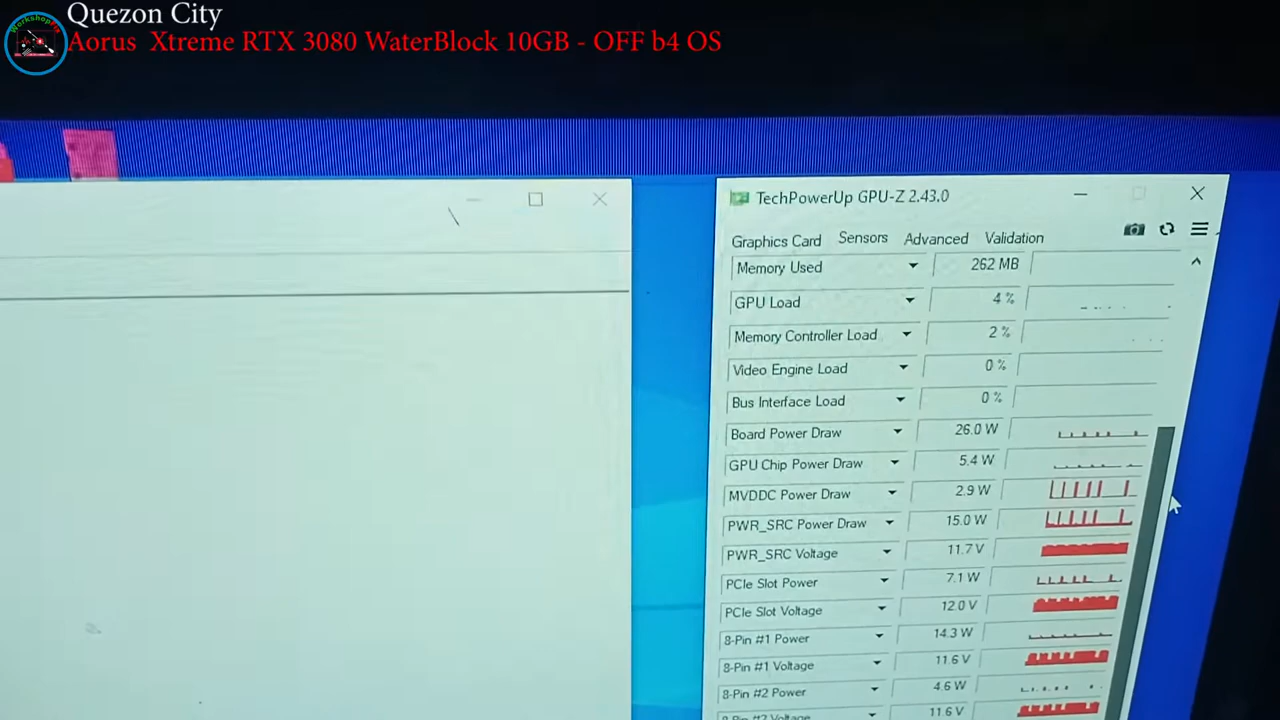 Quezon City
Aorus Xtreme RTX 3080 WaterBlock 10GB - OFF b4 OS
TechPowerUp GPU-Z 2.43.0
Graphics Card Sensors Advanced Validation
Memory Used 262 MB
GPU Load 4 %
Memory Controller Load 2 %
Video Engine Load 0 %
Bus Interface Load 0 %
Board Power Draw 26.0 W
GPU Chip Power Draw 5.4 W
MVDDC Power Draw 2.9 W
PWR_SRC Power Draw 15.0 W
PWR_SRC Voltage 11.7 V
PCIe Slot Power 7.1 W
PCIe Slot Voltage 12.0 V
8-Pin #1 Power 14.3 W
8-Pin #1 Voltage 11.6 V
8-Pin #2 Power 4.6 W
8-Pin #2 Voltage 11.6 V